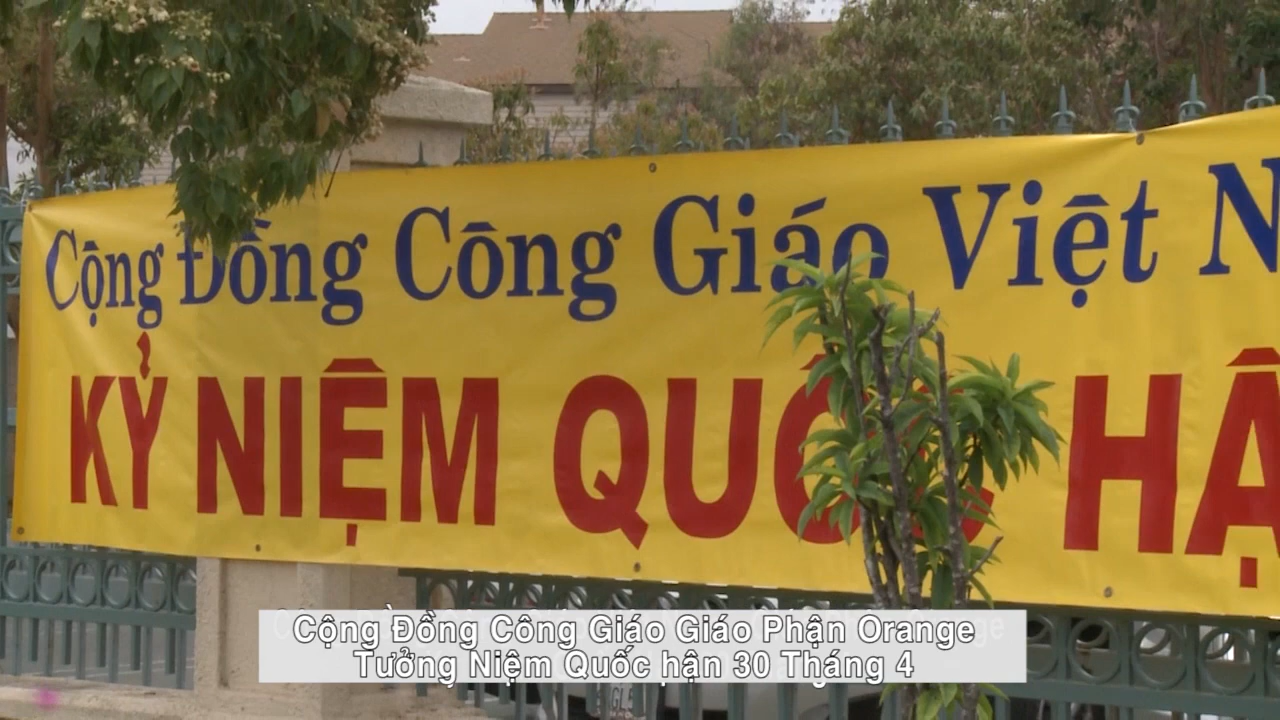 Cộng Đồng Công Giáo Việt N
KỶ NIỆM QUỐC HẬ
Cộng Đồng Công Giáo Giáo Phận Orange
Tưởng Niệm Quốc hận 30 Tháng 4